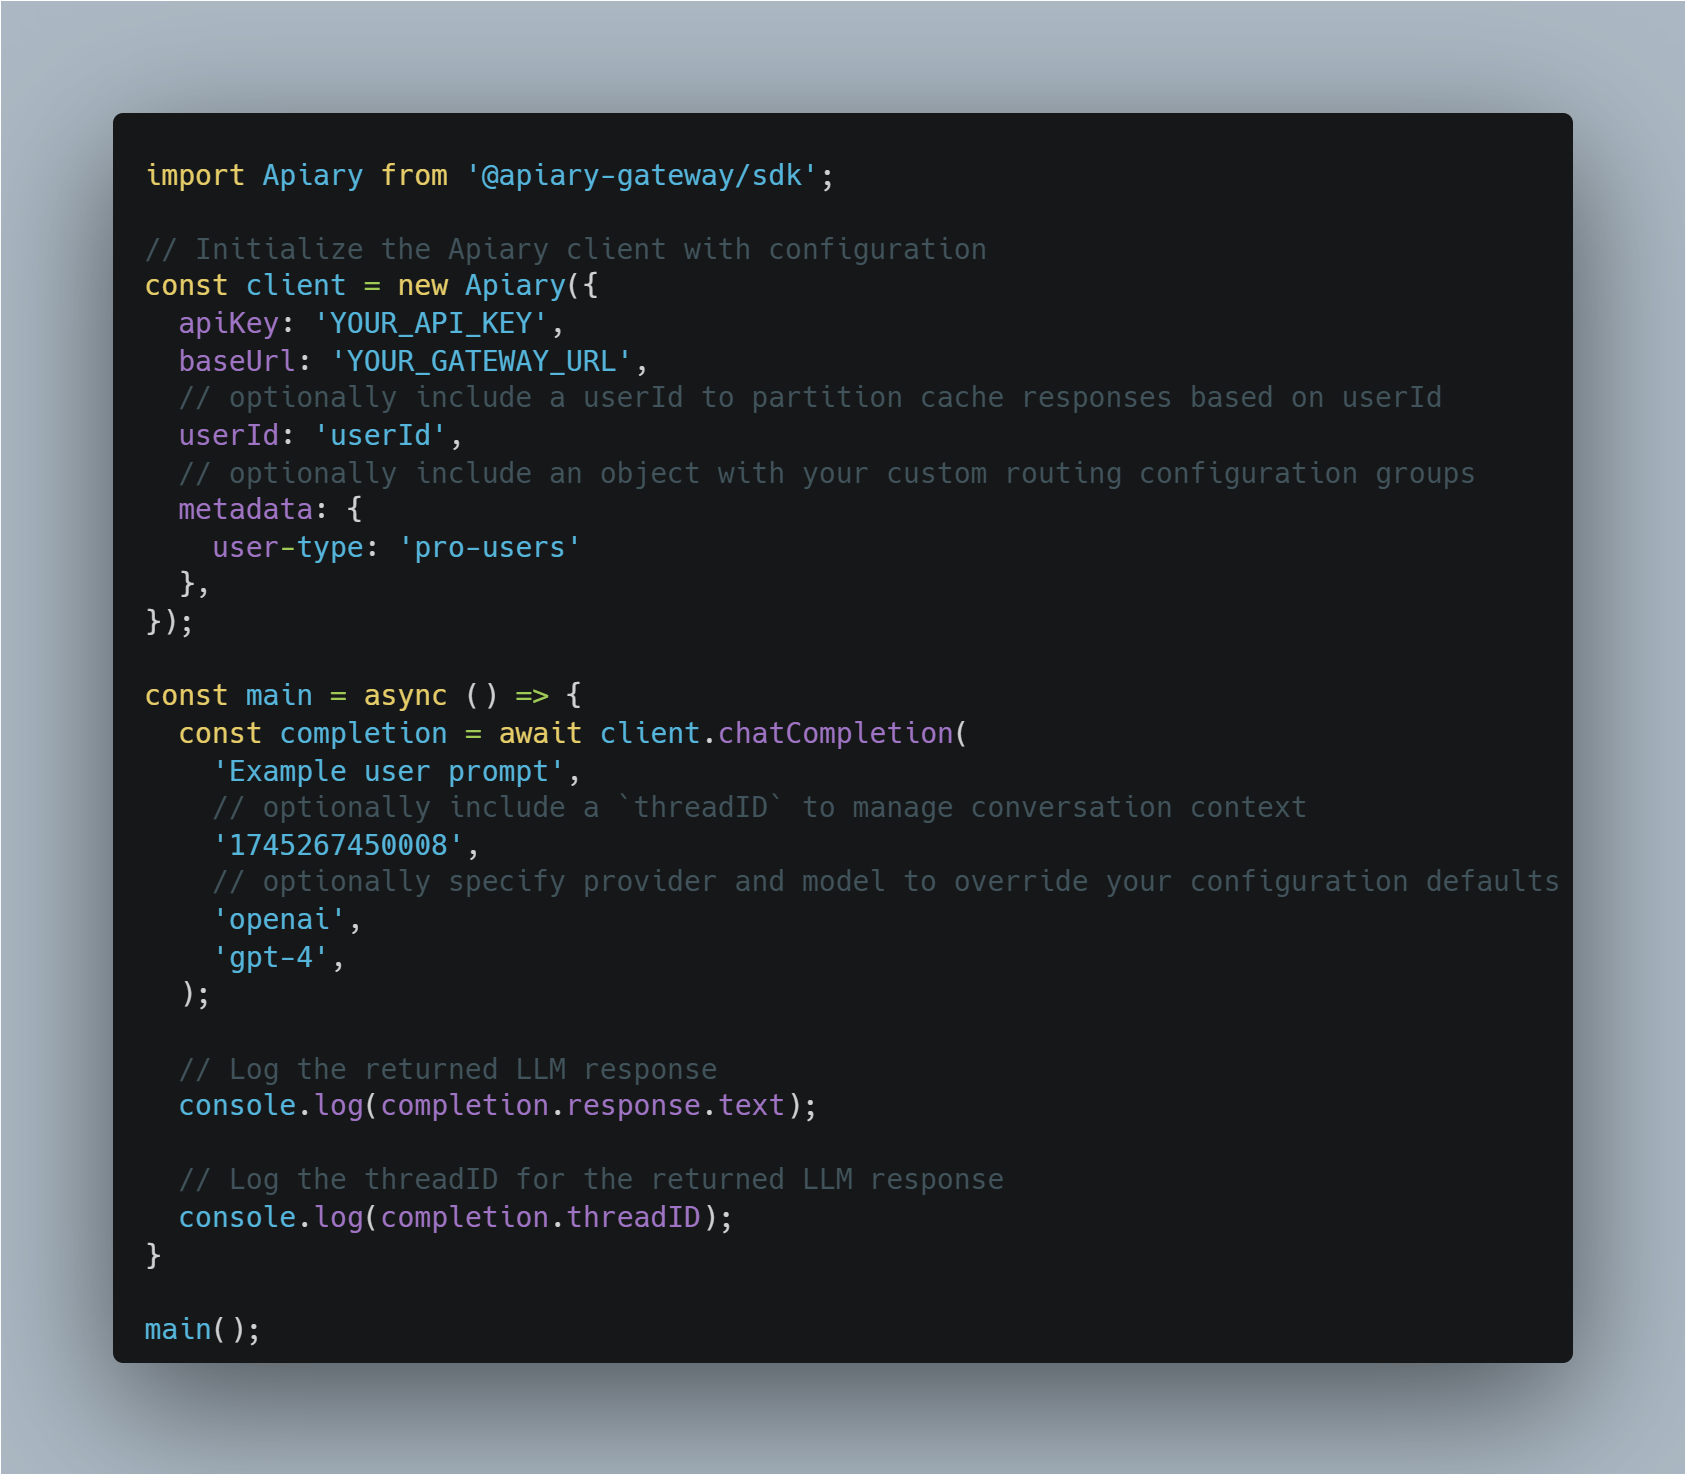 import Apiary from '@apiary-gateway/sdk';

// Initialize the Apiary client with configuration
const client = new Apiary({
  apiKey: 'YOUR_API_KEY',
  baseUrl: 'YOUR_GATEWAY_URL',
  // optionally include a userId to partition cache responses based on userId
  userId: 'userId',
  // optionally include an object with your custom routing configuration groups
  metadata: {
    user-type: 'pro-users'
  },
});

const main = async () => {
  const completion = await client.chatCompletion(
    'Example user prompt',
    // optionally include a `threadID` to manage conversation context
    '1745267450008',
    // optionally specify provider and model to override your configuration defaults
    'openai',
    'gpt-4',
  );

  // Log the returned LLM response
  console.log(completion.response.text);

  // Log the threadID for the returned LLM response
  console.log(completion.threadID);
}

main();